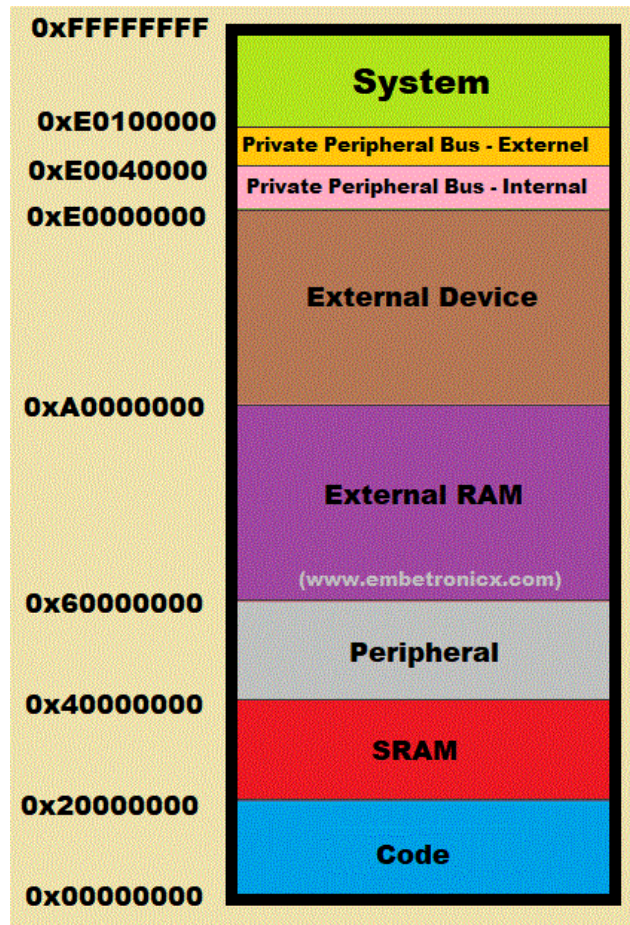 0xFFFFFFFF
System
0xE0100000
Private Peripheral Bus - Externel
0xE0040000
Private Peripheral Bus - Internal
0xE0000000
External Device
0xA0000000
External RAM
(www.embetronicx.com)
0x60000000
Peripheral
0x40000000
SRAM
0x20000000
Code
0x00000000